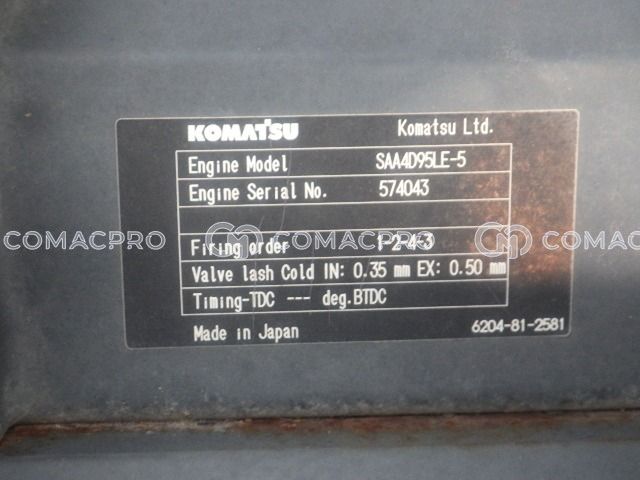 KOMATSU Komatsu Ltd.
Engine Model SAA4D95LE-5
Engine Serial No. 574043
COMACPRO COMACPRO COMACPRO
Firing order 1-2-4-3
Valve lash Cold IN: 0.35 mm EX: 0.50 mm
Timing-TDC --- deg.BTDC
Made in Japan 6204-81-2581